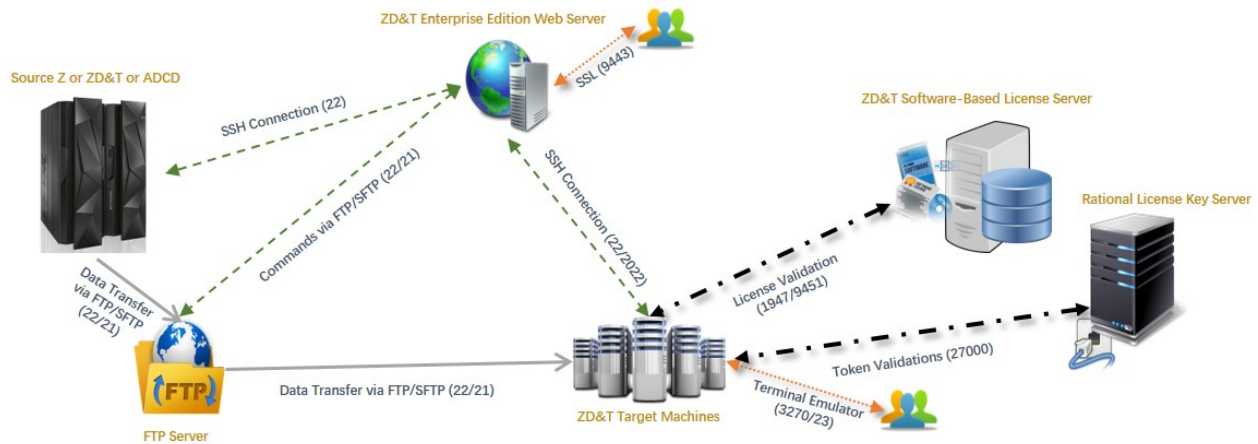 ZD&T Enterprise Edition Web Server
SSL (9443)
Source Z or ZD&T or ADCD
SSH Connection (22)
ZD&T Software-Based License Server
SOFTWARE
Commands via FTP/SFTP (22/21)
SSH Connection (22/2022)
Rational License Key Server
Data Transfer
via FTP/SFTP
(22/21)
License Validation
(1947/9451)
Token Validations (27000)
FTP
Data Transfer via FTP/SFTP (22/21)
Terminal Emulator
(3270/23)
ZD&T Target Machines
FTP Server